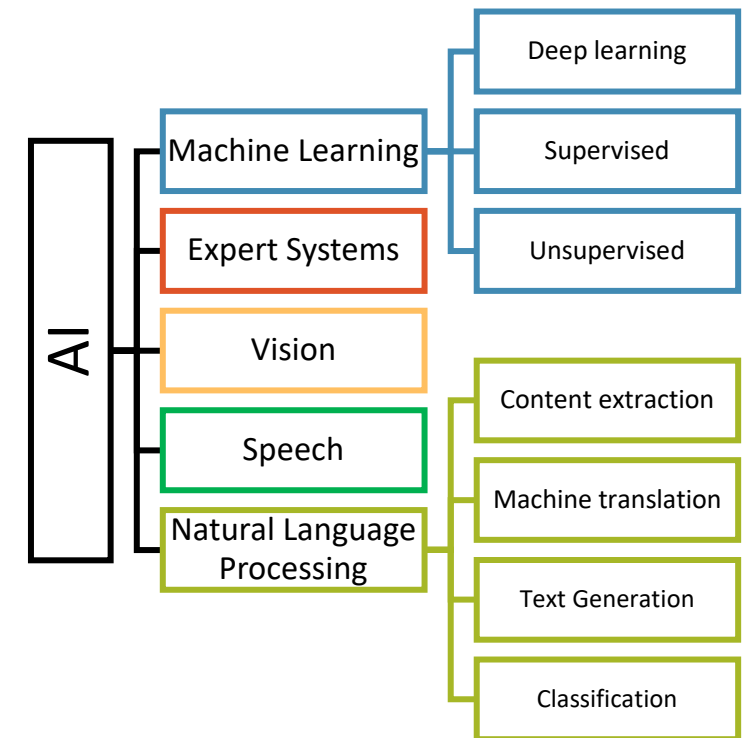 AI
Machine Learning
Deep learning
Supervised
Unsupervised
Expert Systems
Vision
Speech
Natural Language
Processing
Content extraction
Machine translation
Text Generation
Classification